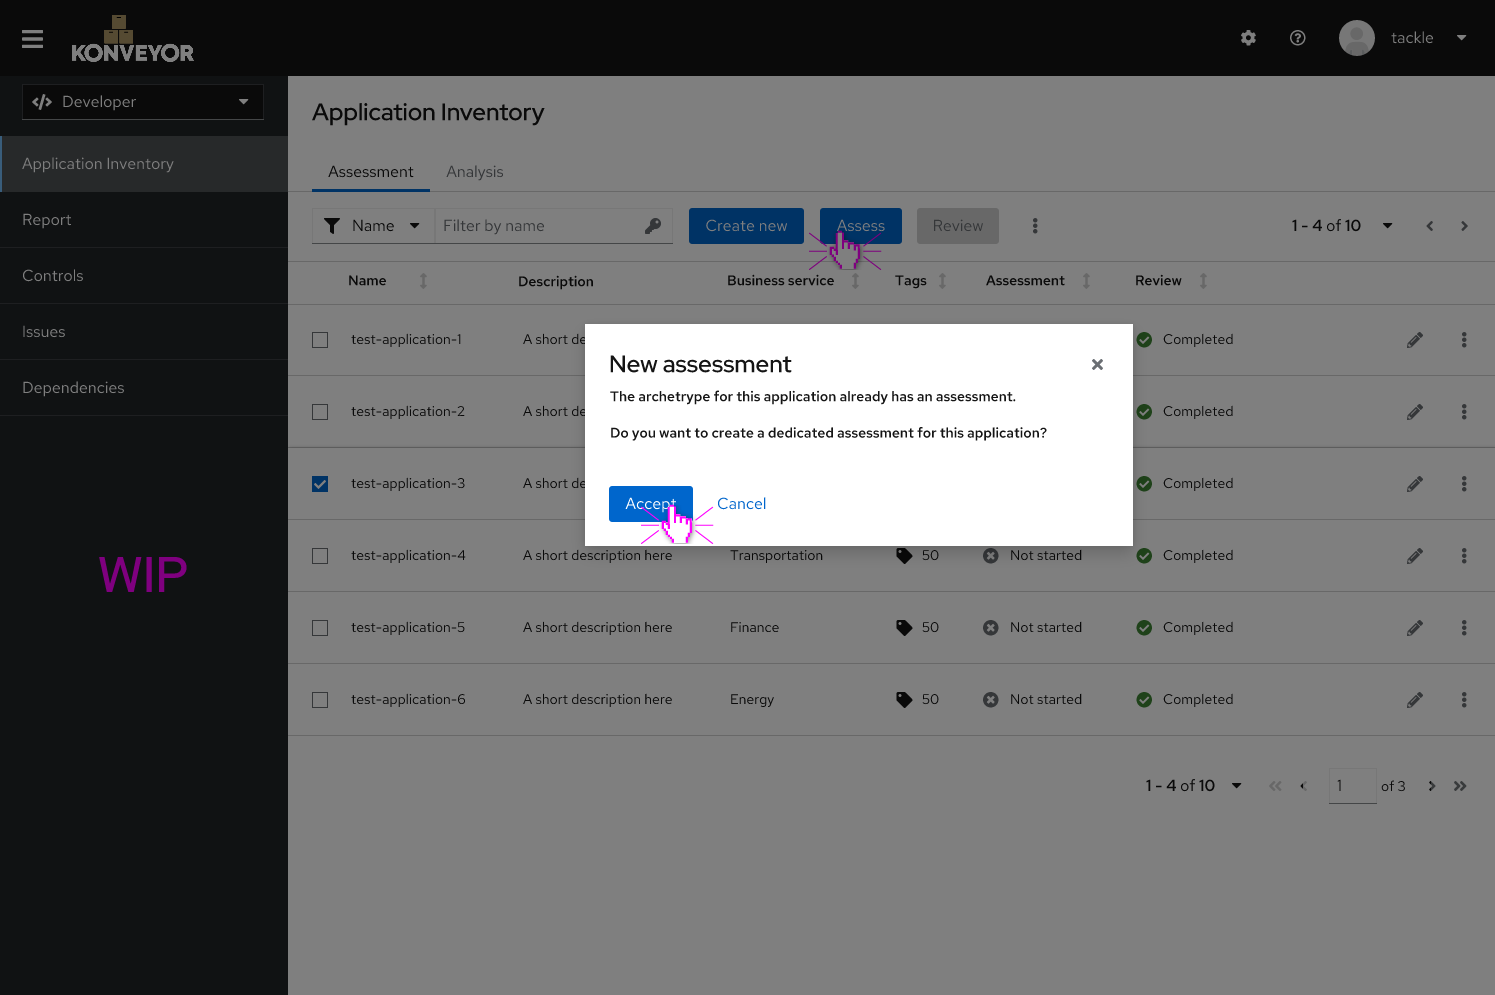 KONVEYOR
tackle
Developer
Application Inventory
Report
Controls
Issues
Dependencies
WIP
Application Inventory
Assessment Analysis
Name Filter by name Create new Assess Review 1 - 4 of 10
Name Description Business service Tags Assessment Review
test-application-1 A short de Completed
test-application-2 A short de Completed
test-application-3 A short de Completed
test-application-4 A short description here Transportation 50 Not started Completed
test-application-5 A short description here Finance 50 Not started Completed
test-application-6 A short description here Energy 50 Not started Completed
New assessment
The archetrype for this application already has an assessment.
Do you want to create a dedicated assessment for this application?
Accept Cancel
1 - 4 of 10 1 of 3